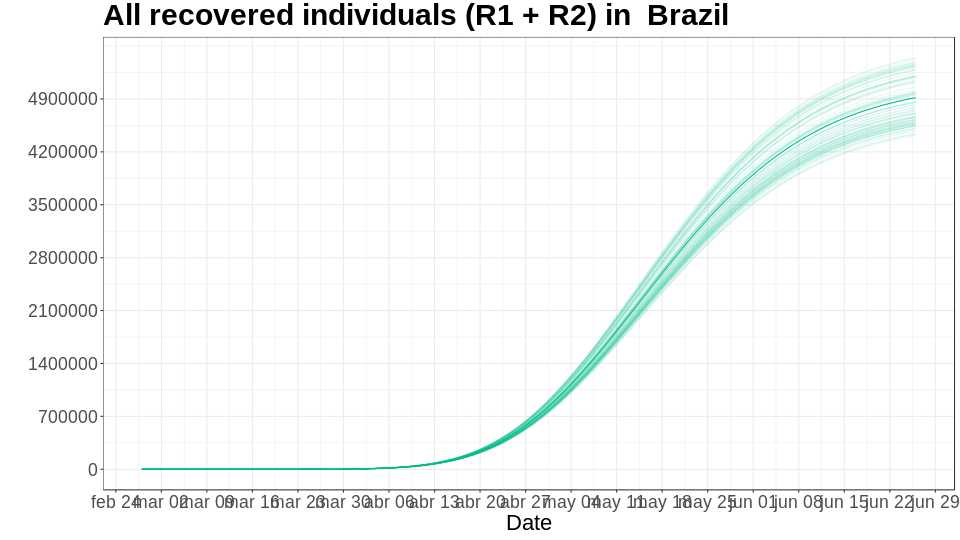 All recovered individuals (R1 + R2) in  Brazil
4900000
4200000
3500000
2800000
2100000
1400000
700000
0
feb 24 mar 02 mar 09 mar 16 mar 23 mar 30 abr 06 abr 13 abr 20 abr 27 may 04 may 11 may 18 may 25 jun 01 jun 08 jun 15 jun 22 jun 29
Date